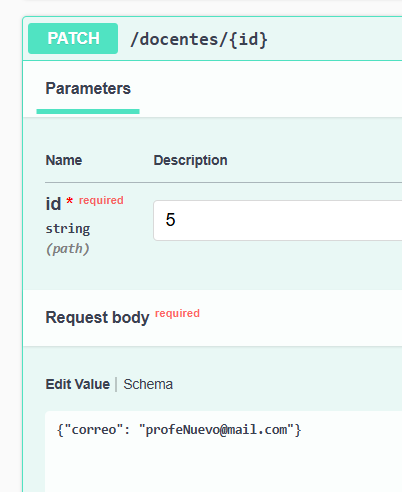 PATCH /docentes/{id}
Parameters
Name Description
id * required 5
string
(path)
Request body required
Edit Value | Schema
{"correo": "profeNuevo@mail.com"}